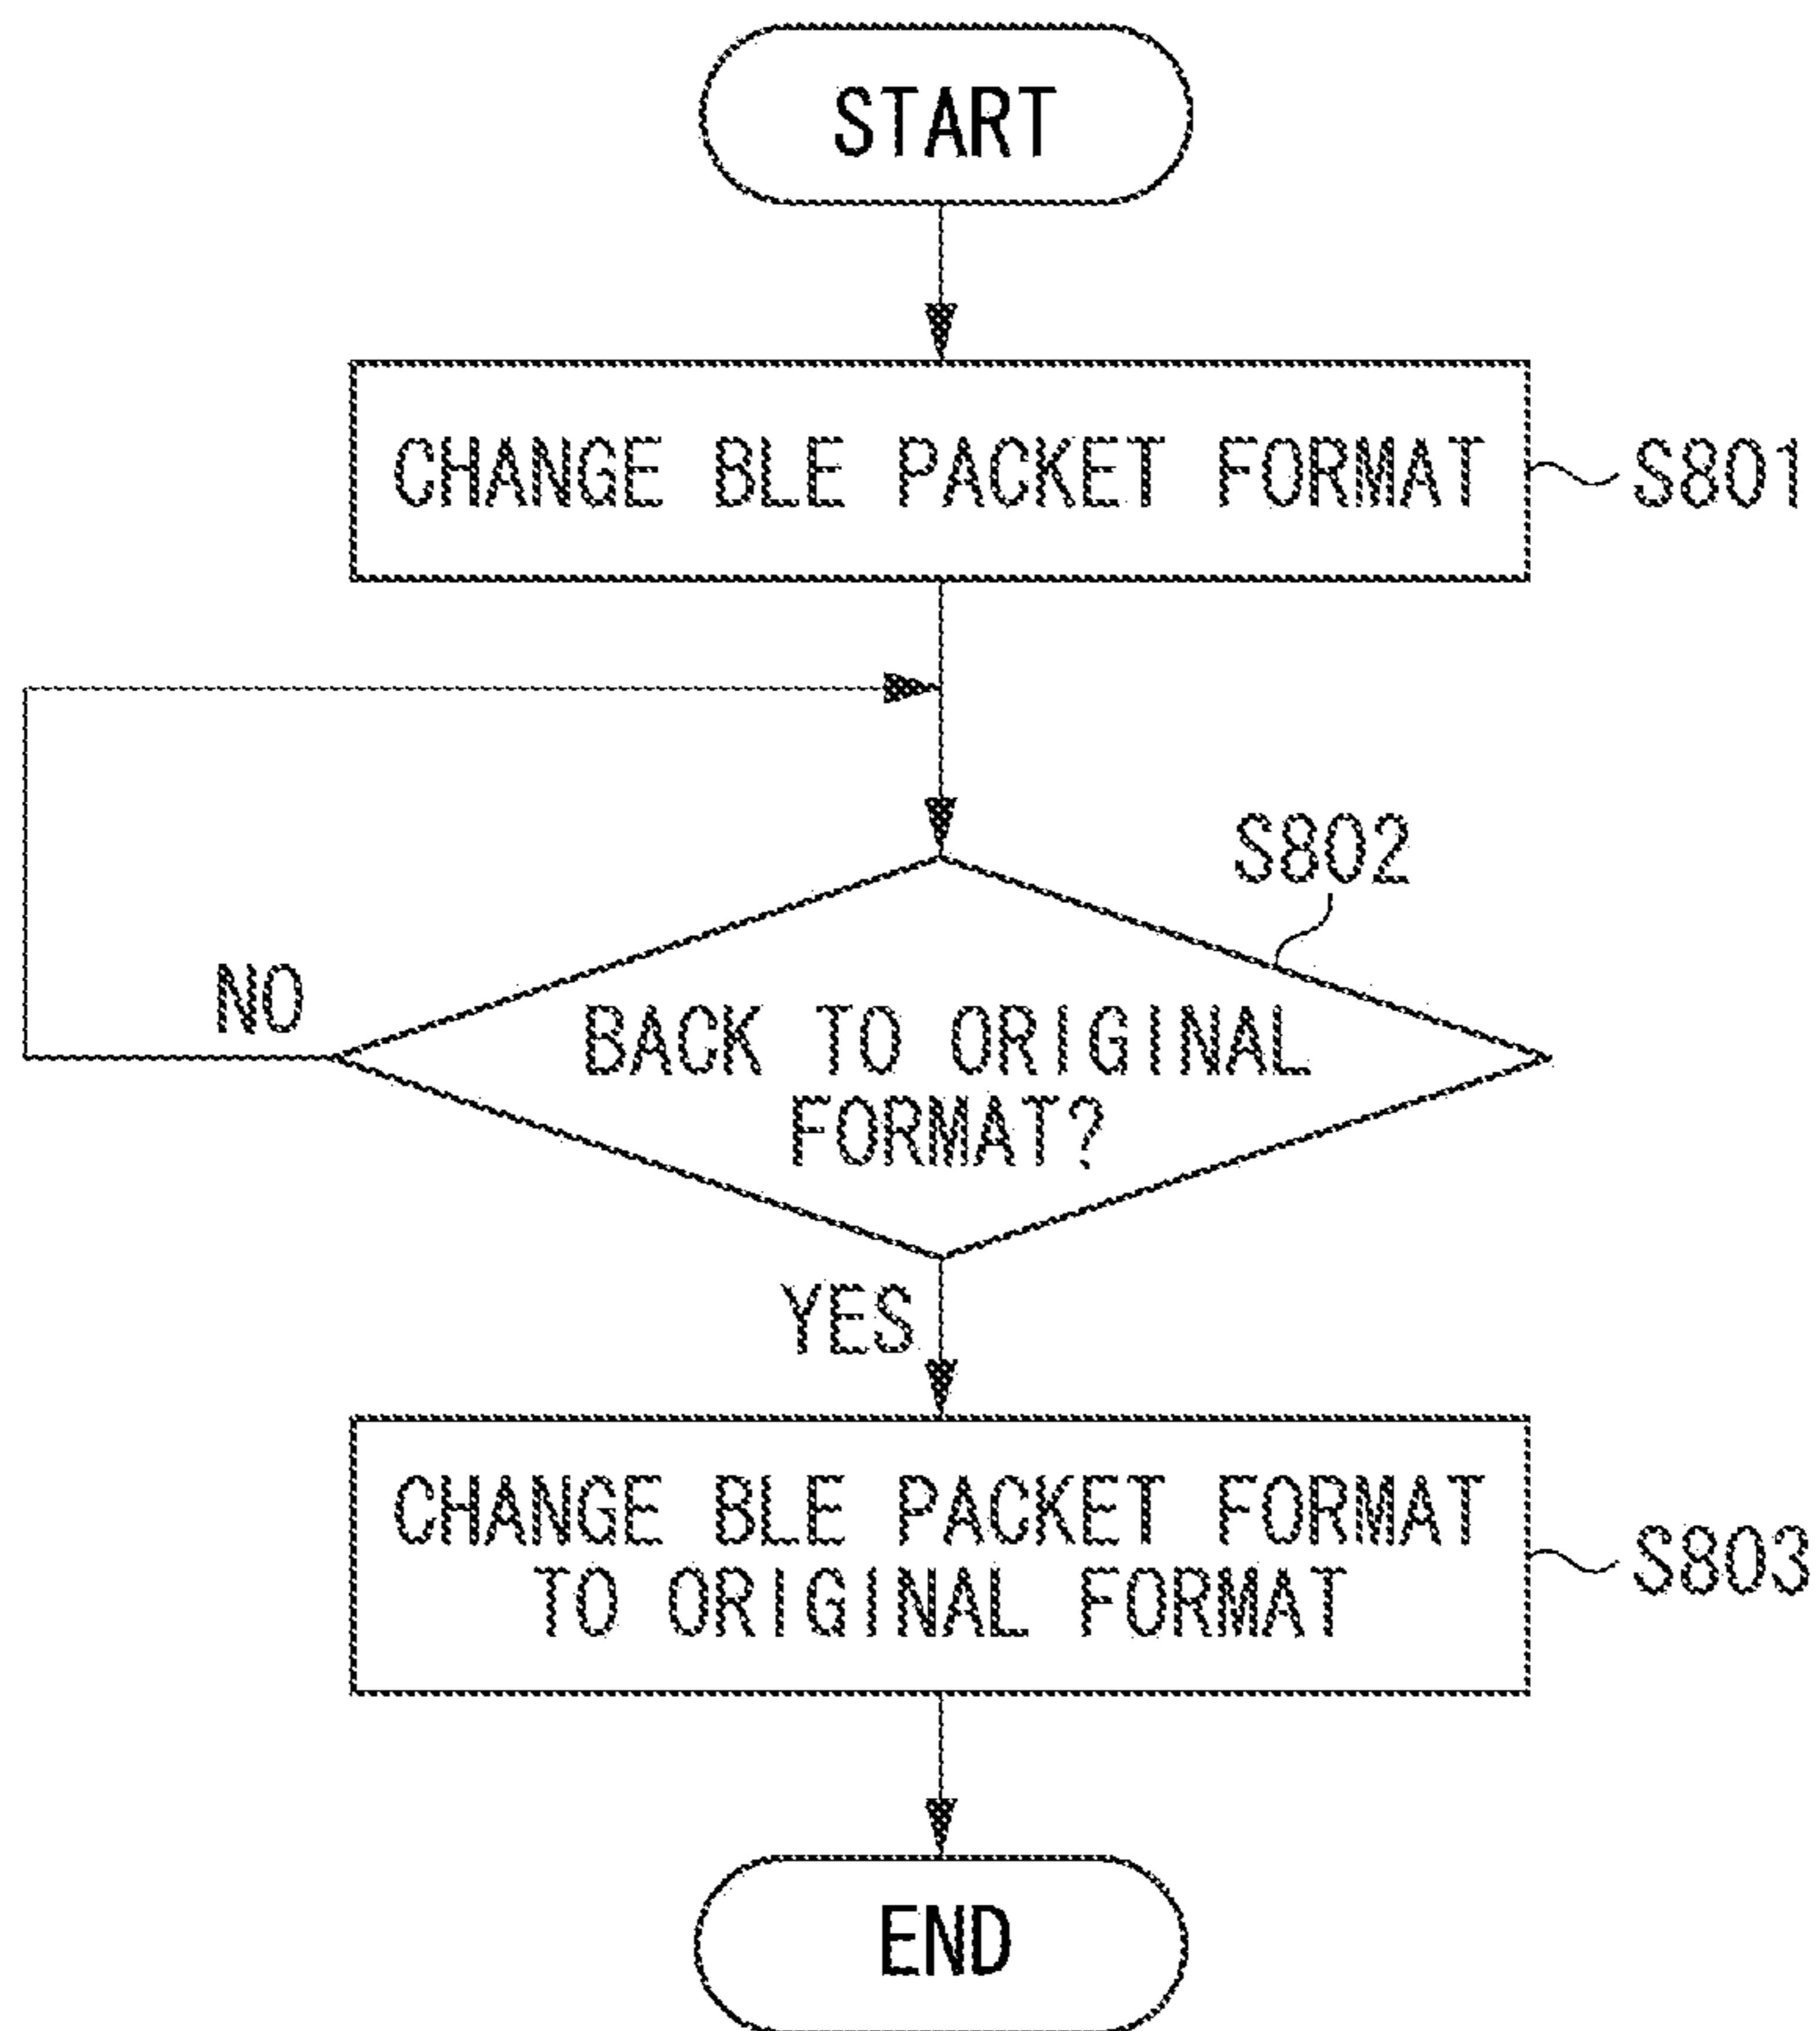 START
CHANGE BLE PACKET FORMAT
S801
S802
NO
BACK TO ORIGINAL
FORMAT?
YES
CHANGE BLE PACKET FORMAT
TO ORIGINAL FORMAT
S803
END